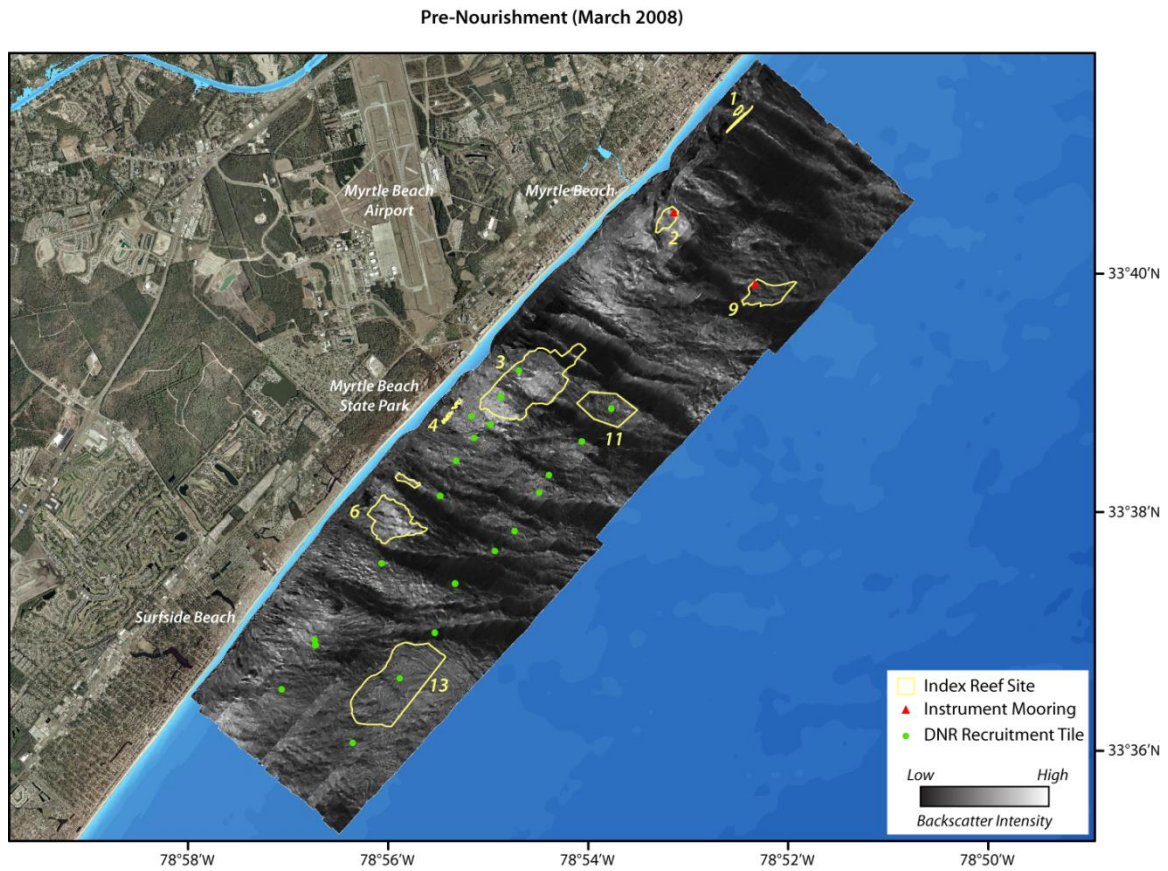 Pre-Nourishment (March 2008)
1
Myrtle Beach
Airport
Myrtle Beach
2
33°40'N
9
3
Myrtle Beach
State Park
4
11
33°38'N
6
Surfside Beach
13
Index Reef Site
Instrument Mooring
DNR Recruitment Tile
33°36'N
Low High
Backscatter Intensity
78°58'W 78°56'W 78°54'W 78°52'W 78°50'W